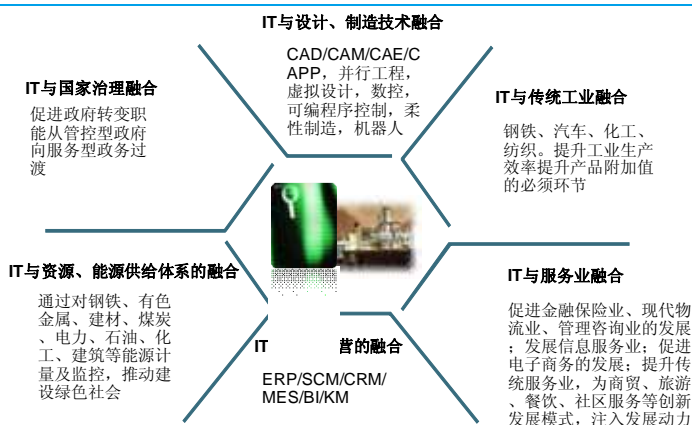 IT与设计、制造技术融合
CAD/CAM/CAE/C
APP，并行工程，
虚拟设计，数控，
可编程序控制，柔
性制造，机器人
IT与国家治理融合
促进政府转变职
能从管控型政府
向服务型政务过
渡
IT与传统工业融合
钢铁、汽车、化工、
纺织。提升工业生产
效率提升产品附加值
的必须环节
IT与资源、能源供给体系的融合
通过对钢铁、有色
金属、建材、煤炭
、电力、石油、化
工、建筑等能源计
量及监控，推动建
设绿色社会
IT与服务业融合
促进金融保险业、现代物
流业、管理咨询业的发展
；发展信息服务业；促进
电子商务的发展；提升传
统服务业，为商贸、旅游
、餐饮、社区服务等创新
发展模式，注入发展动力
IT 营的融合
ERP/SCM/CRM/
MES/BI/KM